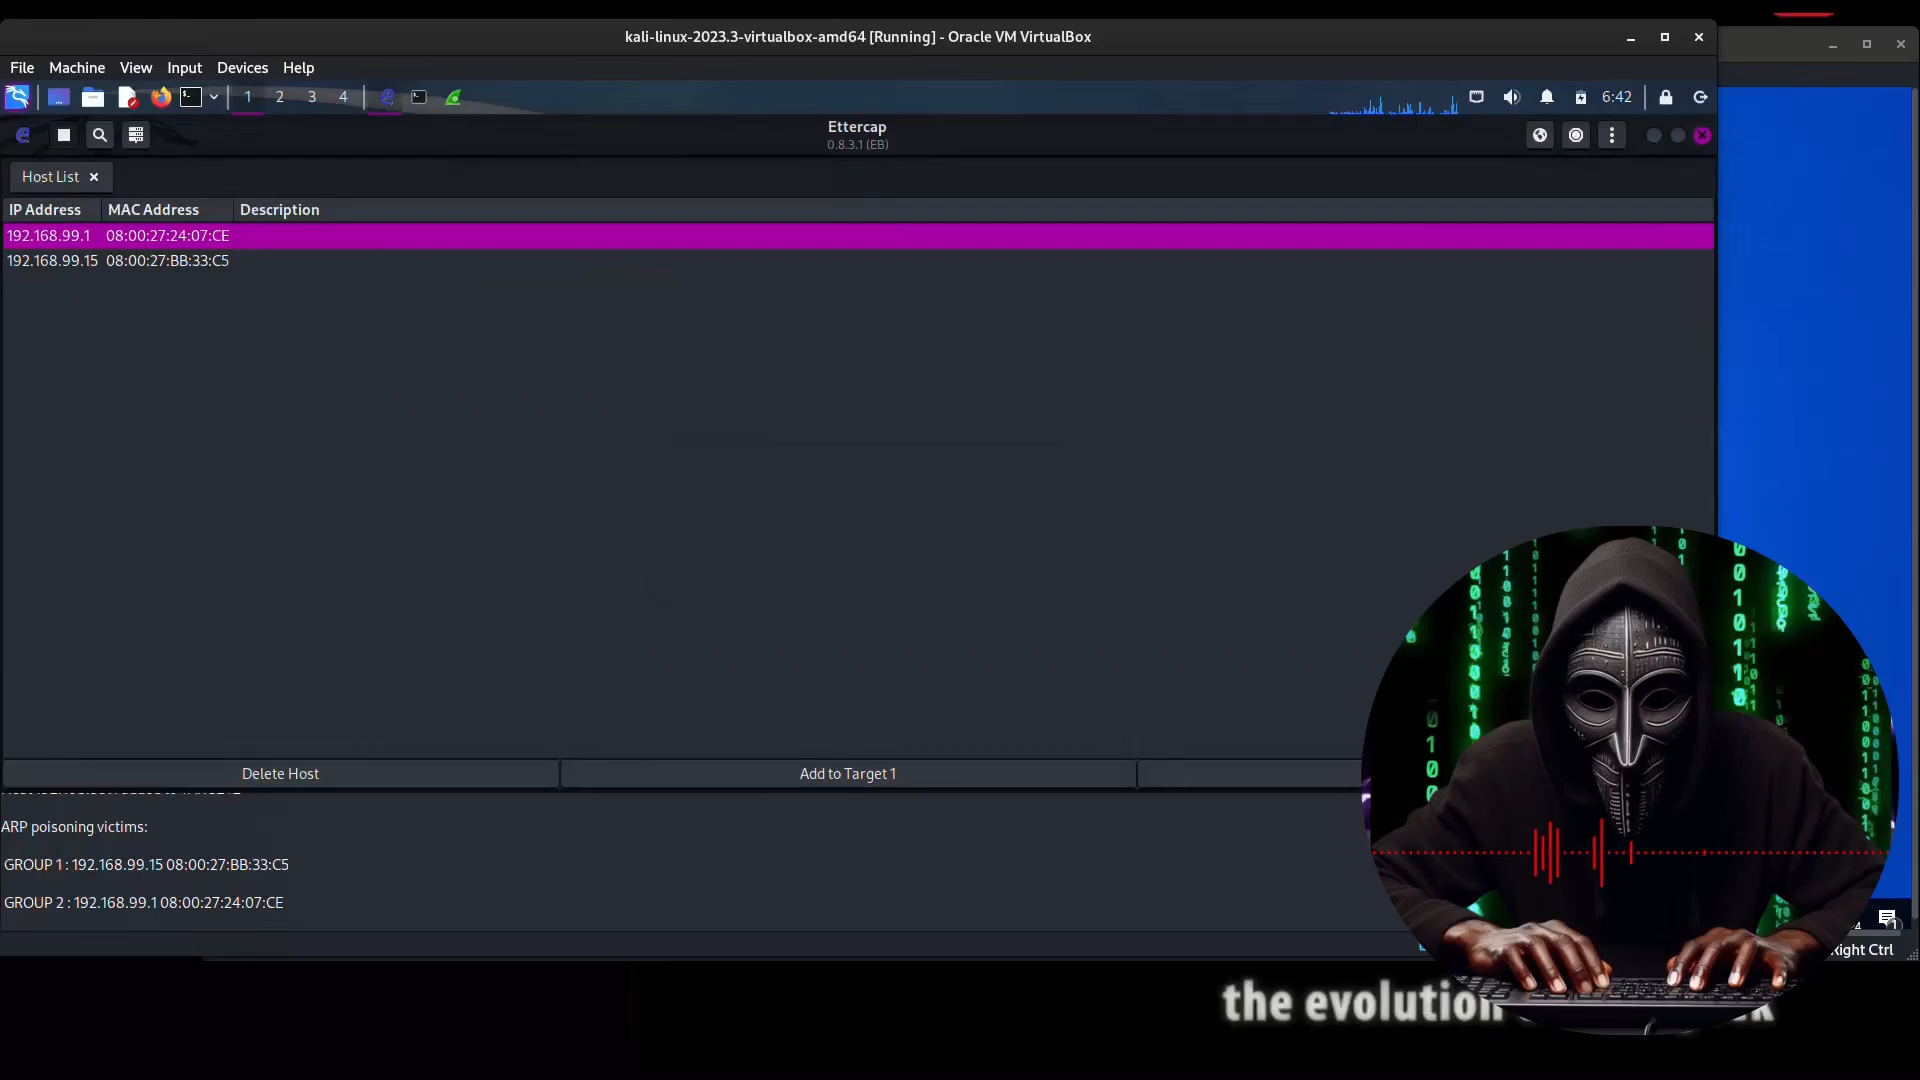 kali-linux-2023.3-virtualbox-amd64 [Running] - Oracle VM VirtualBox
File Machine View Input Devices Help
1 2 3 4 6:42
Ettercap
0.8.3.1 (EB)
Host List
IP Address MAC Address Description
192.168.99.1 08:00:27:24:07:CE
192.168.99.15 08:00:27:BB:33:C5
Delete Host Add to Target 1
ARP poisoning victims:
GROUP 1 : 192.168.99.15 08:00:27:BB:33:C5
GROUP 2 : 192.168.99.1 08:00:27:24:07:CE
Right Ctrl
the evolution